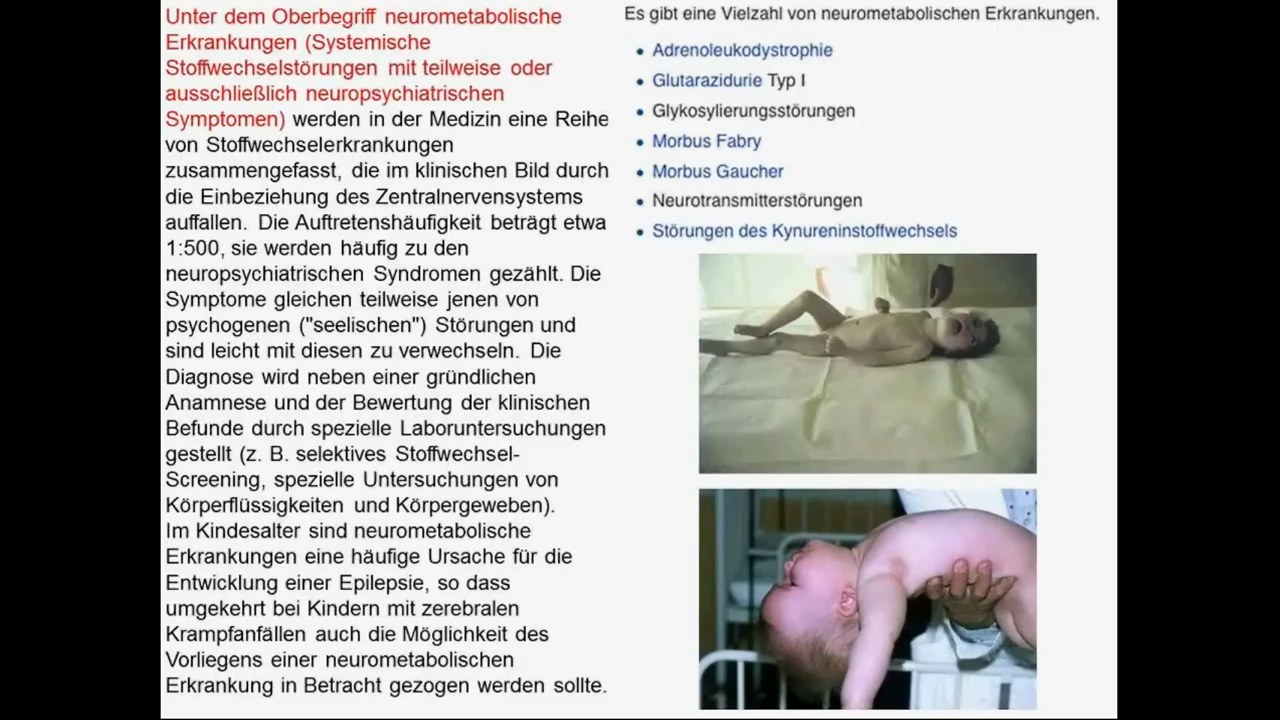 Unter dem Oberbegriff neurometabolische
Erkrankungen (Systemische
Stoffwechselstörungen mit teilweise oder
ausschließlich neuropsychiatrischen
Symptomen) werden in der Medizin eine Reihe
von Stoffwechselerkrankungen
zusammengefasst, die im klinischen Bild durch
die Einbeziehung des Zentralnervensystems
auffallen. Die Auftretenshäufigkeit beträgt etwa
1:500, sie werden häufig zu den
neuropsychiatrischen Syndromen gezählt. Die
Symptome gleichen teilweise jenen von
psychogenen ("seelischen") Störungen und
sind leicht mit diesen zu verwechseln. Die
Diagnose wird neben einer gründlichen
Anamnese und der Bewertung der klinischen
Befunde durch spezielle Laboruntersuchungen
gestellt (z. B. selektives Stoffwechsel-
Screening, spezielle Untersuchungen von
Körperflüssigkeiten und Körpergeweben).
Im Kindesalter sind neurometabolische
Erkrankungen eine häufige Ursache für die
Entwicklung einer Epilepsie, so dass
umgekehrt bei Kindern mit zerebralen
Krampfanfällen auch die Möglichkeit des
Vorliegens einer neurometabolischen
Erkrankung in Betracht gezogen werden sollte.
Es gibt eine Vielzahl von neurometabolischen Erkrankungen.
• Adrenoleukodystrophie
• Glutarazidurie Typ I
• Glykosylierungsstörungen
• Morbus Fabry
• Morbus Gaucher
• Neurotransmitterstörungen
• Störungen des Kynureninstoffwechsels